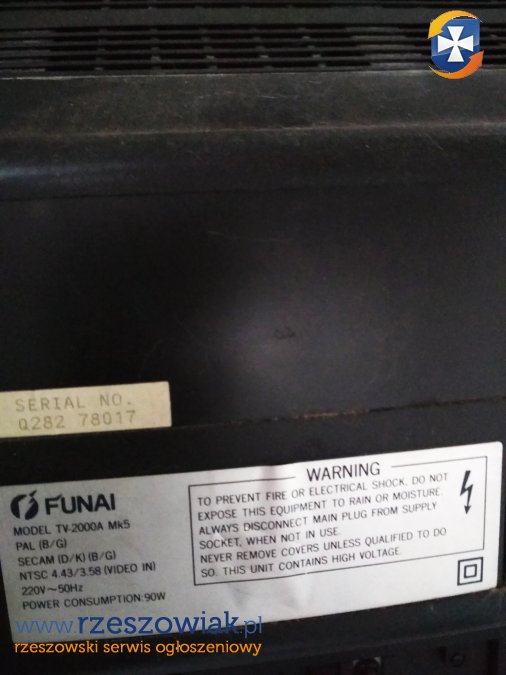 SERIAL NO.
Q282 78017
FUNAI
MODEL TV-2000A Mk5
PAL (B/G)
SECAM (D/K) (B/G)
NTSC 4.43/3.58 (VIDEO IN)
220V～50Hz
POWER CONSUMPTION:90W
WARNING
TO PREVENT FIRE OR ELECTRICAL SHOCK, DO NOT
EXPOSE THIS EQUIPMENT TO RAIN OR MOISTURE.
ALWAYS DISCONNECT MAIN PLUG FROM SUPPLY
SOCKET, WHEN NOT IN USE.
NEVER REMOVE COVERS UNLESS QUALIFIED TO DO
SO. THIS UNIT CONTAINS HIGH VOLTAGE.
www.rzeszowiak.pl
rzeszowski serwis ogłoszeniowy